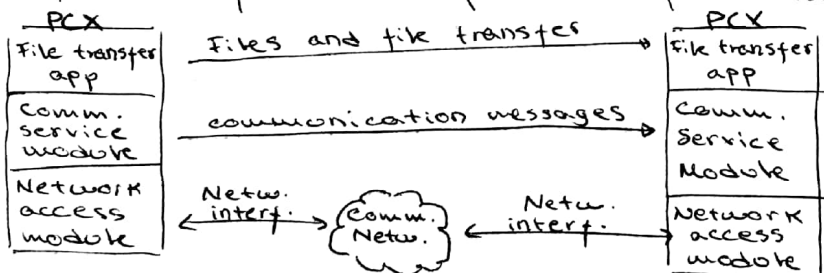 PCX
PCX
File transfer
app
Files and file transfer
File transfer
app
Comm.
service
module
communication messages
Comm.
Service
Module
Network
access
module
Netw.
interf.
Comm.
Netw.
Netw.
interf.
Network
access
module